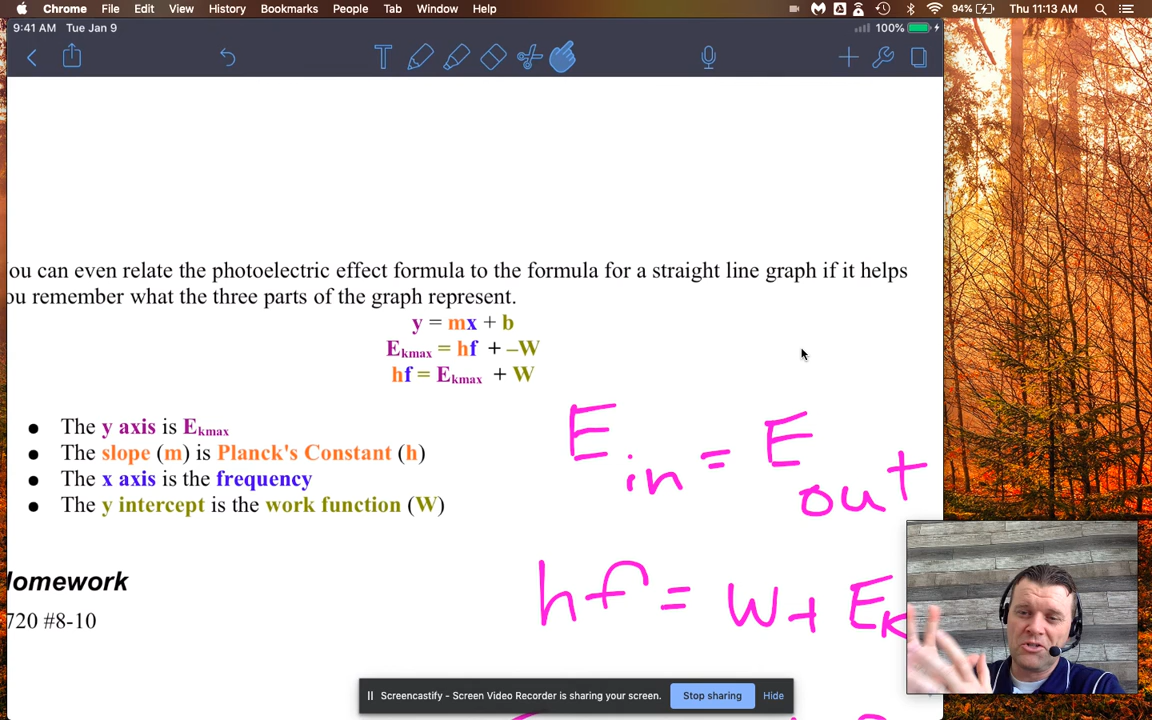 Chrome File Edit View History Bookmarks People Tab Window Help 94% Thu 11:13 AM
9:41 AM Tue Jan 9 100%
T
ou can even relate the photoelectric effect formula to the formula for a straight line graph if it helps
ou remember what the three parts of the graph represent.
y = mx + b
Ekmax = hf + –W
hf = Ekmax + W
• The y axis is Ekmax
• The slope (m) is Planck's Constant (h)
• The x axis is the frequency
• The y intercept is the work function (W)
E in = E out
lomework
hf = W + EK
720 #8-10
Screencastify - Screen Video Recorder is sharing your screen. Stop sharing Hide